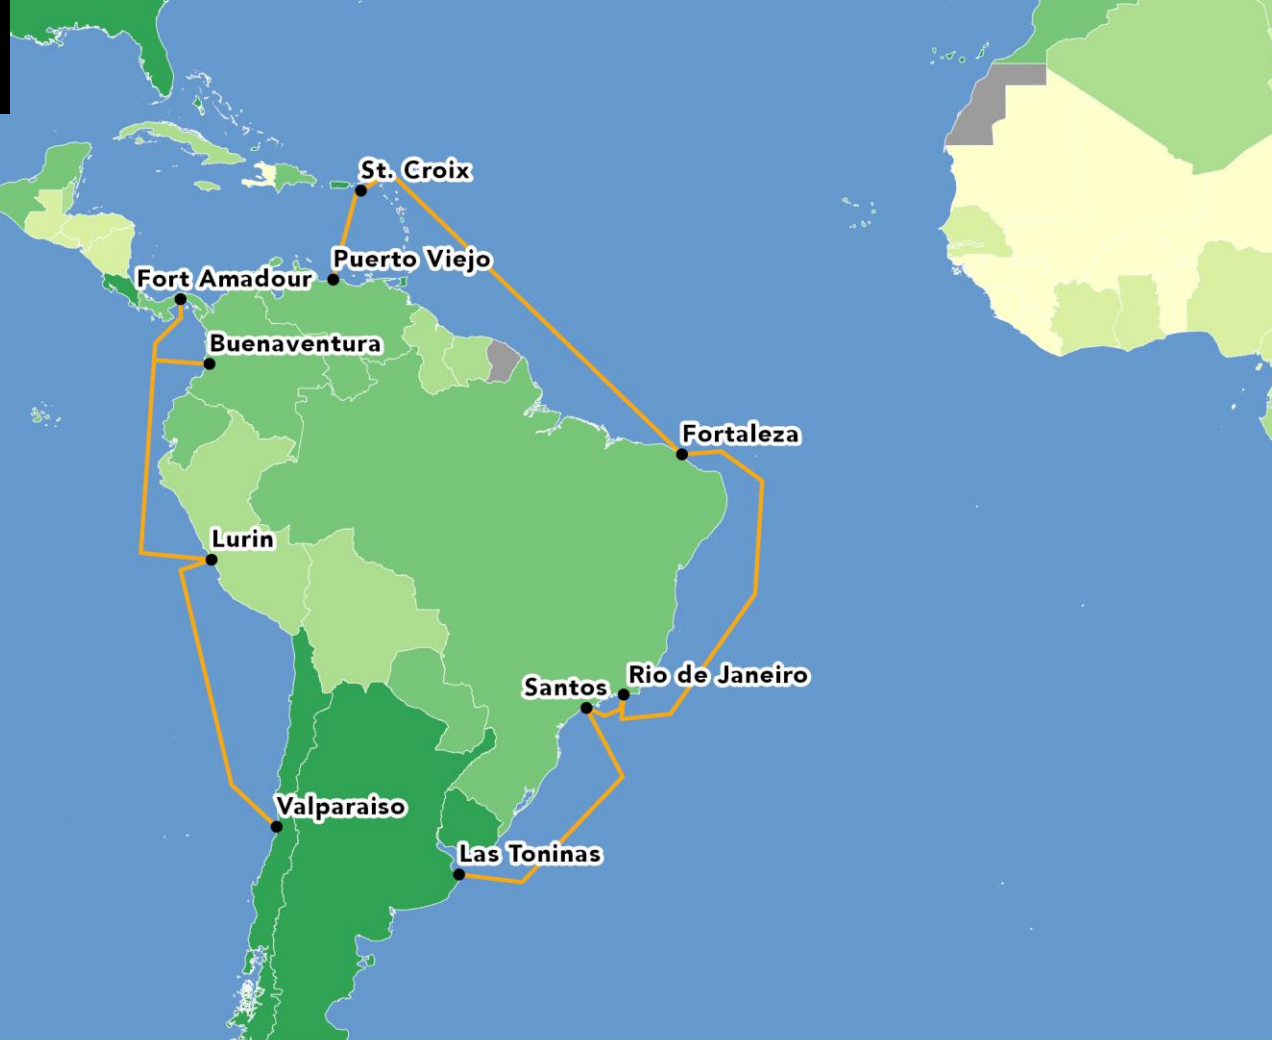 St. Croix
Puerto Viejo
Fort Amadour
Buenaventura
Fortaleza
Lurin
Rio de Janeiro
Santos
Valparaiso
Las Toninas